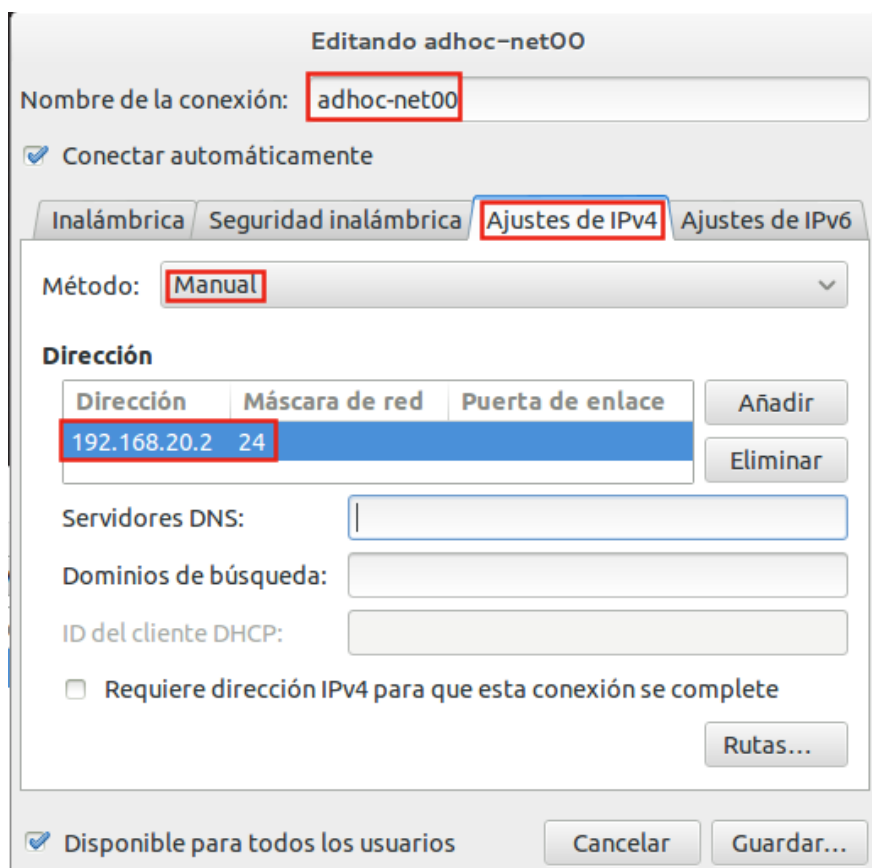 Editando adhoc-net00
Nombre de la conexión: adhoc-net00
Conectar automáticamente
Inalámbrica Seguridad inalámbrica Ajustes de IPv4 Ajustes de IPv6
Método: Manual
Dirección
Dirección Máscara de red Puerta de enlace Añadir
192.168.20.2 24
Eliminar
Servidores DNS:
Dominios de búsqueda:
ID del cliente DHCP:
Requiere dirección IPv4 para que esta conexión se complete
Rutas...
Disponible para todos los usuarios Cancelar Guardar...